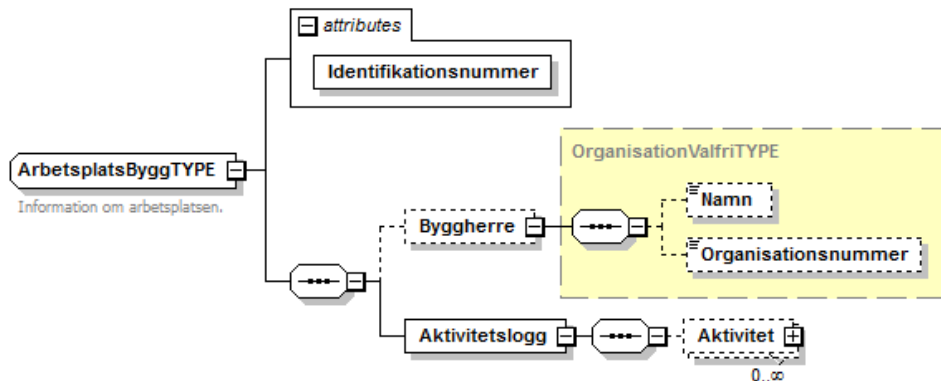 attributes
Identifikationsnummer
ArbetsplatsByggTYPE
Information om arbetsplatsen.
OrganisationValfriTYPE
Byggherre
Namn
Organisationsnummer
Aktivitetslogg
Aktivitet
0..∞